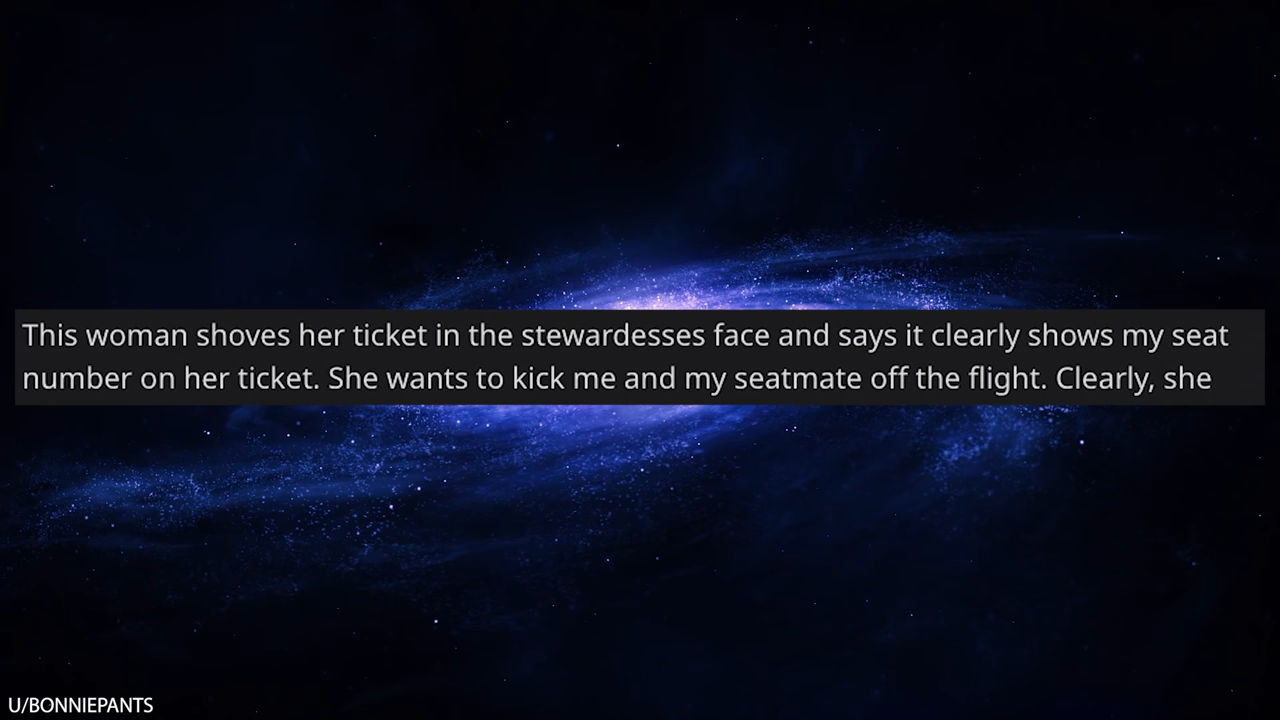 This woman shoves her ticket in the stewardesses face and says it clearly shows my seat
number on her ticket. She wants to kick me and my seatmate off the flight. Clearly, she
U/BONNIEPANTS